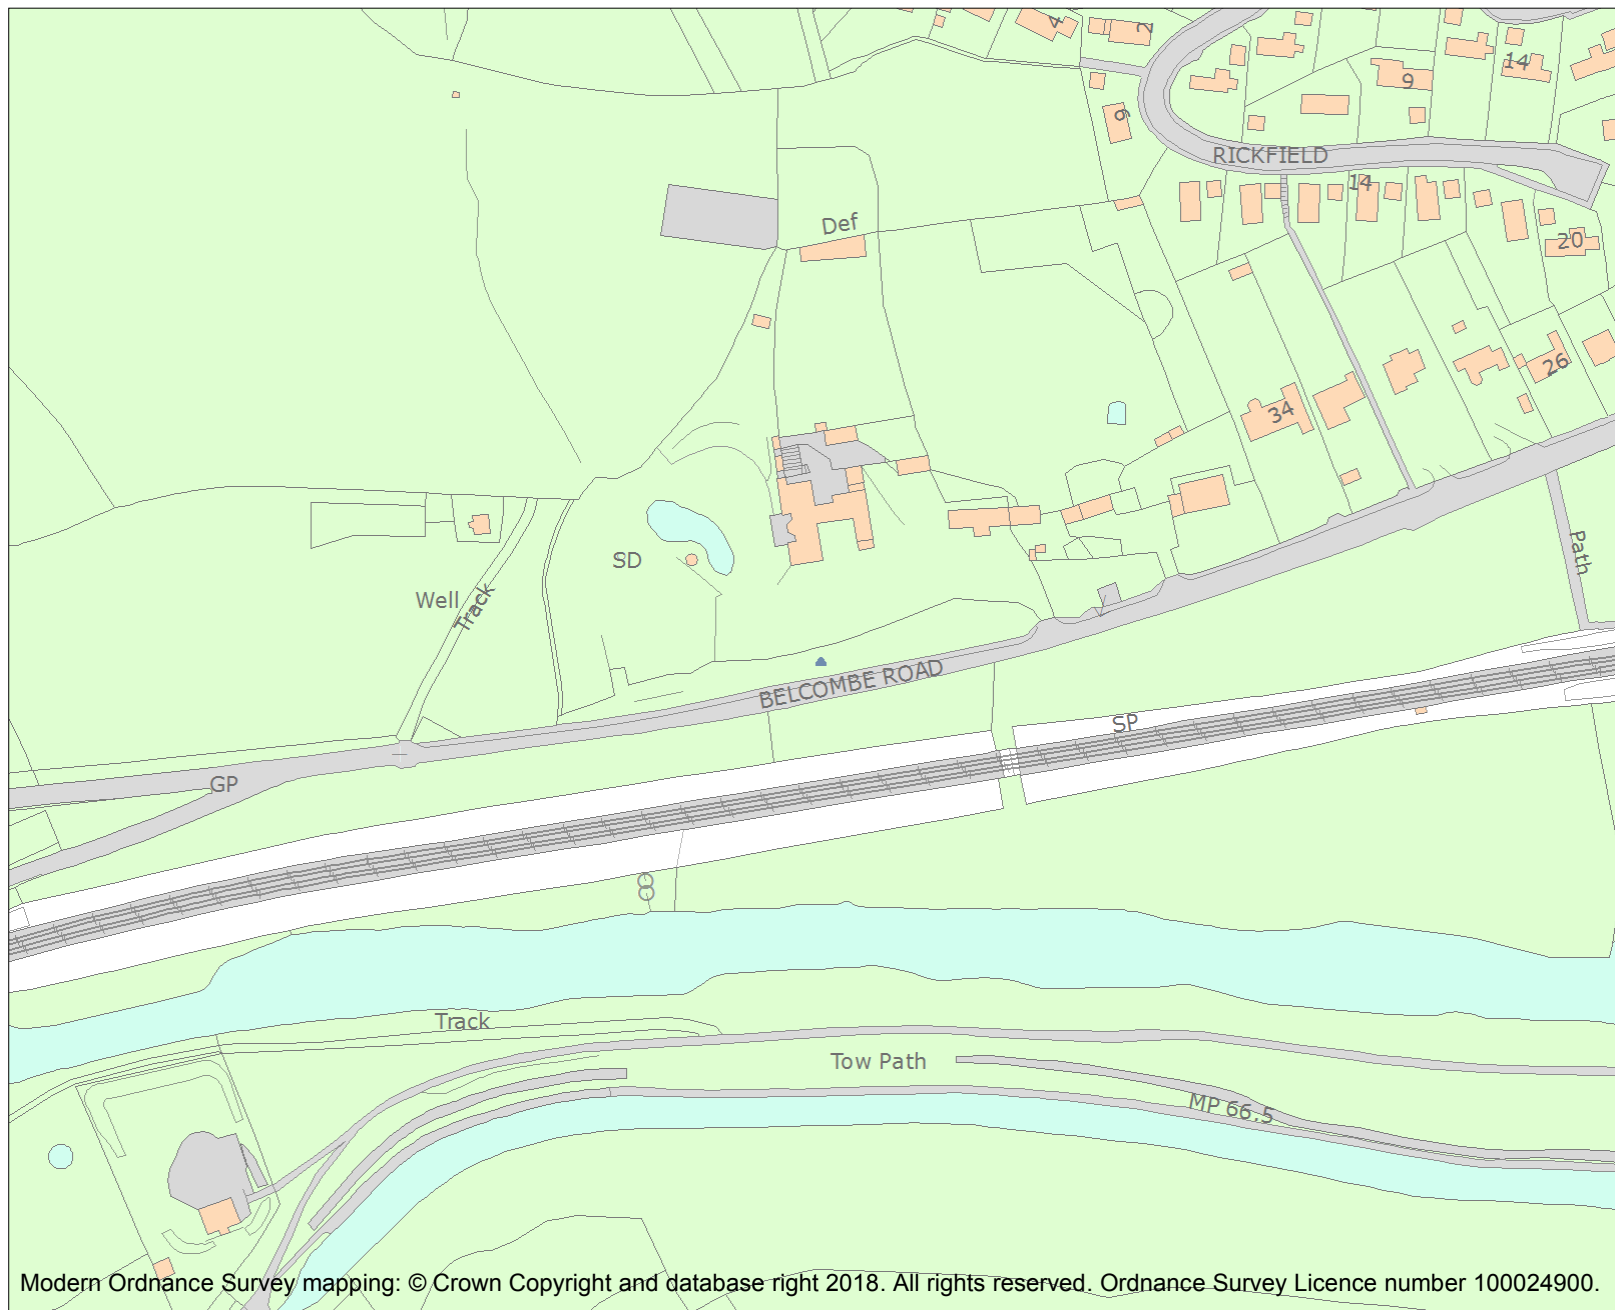 4
2
14
9
6
RICKFIELD
14
Def
20
26
34
Path
SD
Well
Track
BELCOMBE ROAD
SP
GP
Track
Tow Path
MP 66.5
Modern Ordnance Survey mapping: © Crown Copyright and database right 2018. All rights reserved. Ordnance Survey Licence number 100024900.